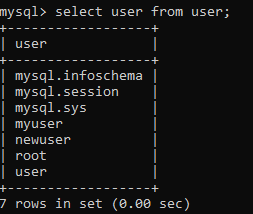 mysql> select user from user;
+------------------+
| user             |
+------------------+
| mysql.infoschema |
| mysql.session    |
| mysql.sys        |
| myuser           |
| newuser          |
| root             |
| user             |
+------------------+
7 rows in set (0.00 sec)